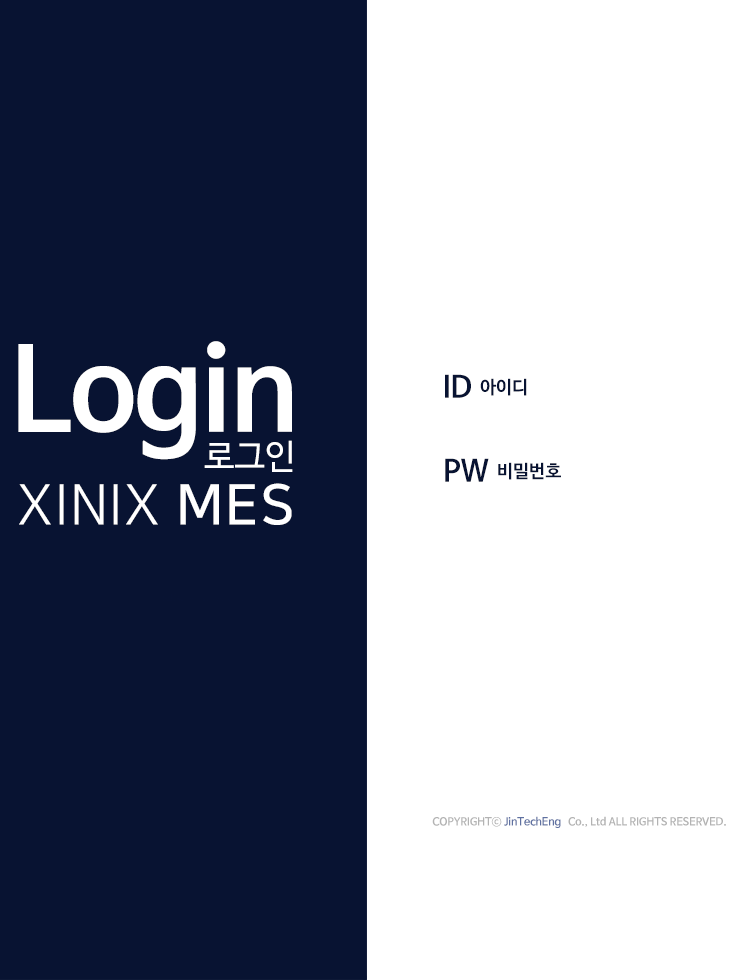 Login
로그인
XINIX MES
ID 아이디
PW 비밀번호
COPYRIGHTⓒ JinTechEng Co., Ltd ALL RIGHTS RESERVED.